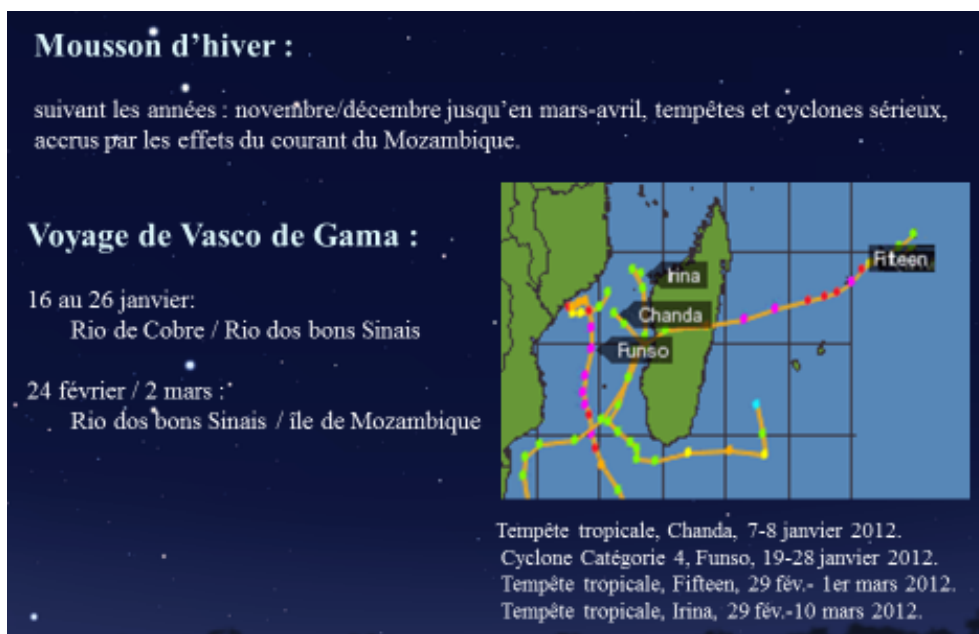 Mousson d’hiver :
suivant les années : novembre/décembre jusqu’en mars-avril, tempêtes et cyclones sérieux,
accrus par les effets du courant du Mozambique.
Voyage de Vasco de Gama :
16 au 26 janvier:
Rio de Cobre / Rio dos bons Sinais
24 février / 2 mars :
Rio dos bons Sinais / île de Mozambique
Fifteen
Irina
Chanda
Funso
Tempête tropicale, Chanda, 7-8 janvier 2012.
Cyclone Catégorie 4, Funso, 19-28 janvier 2012.
Tempête tropicale, Fifteen, 29 fév.- 1er mars 2012.
Tempête tropicale, Irina, 29 fév.-10 mars 2012.